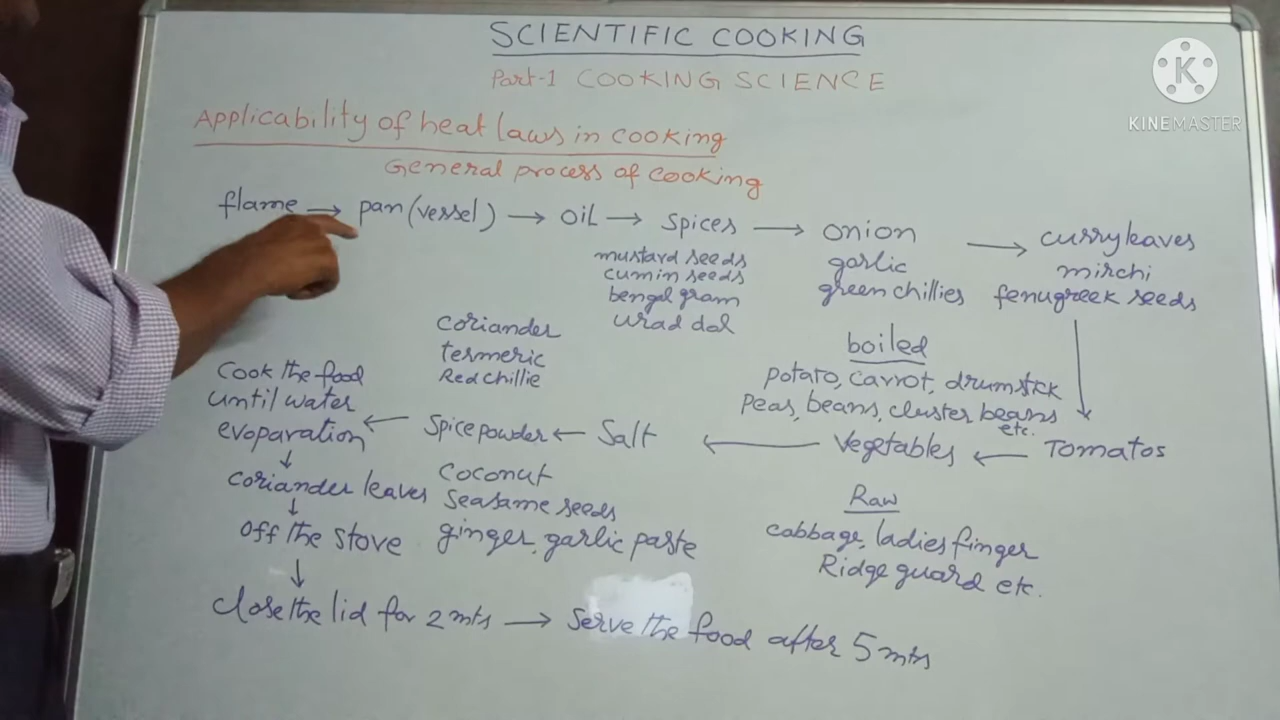 SCIENTIFIC COOKING
Part-1 COOKING SCIENCE
K
KINEMASTER
Applicability of heat laws in cooking
General process of cooking
flame → pan (vessel) → oil → spices → onion → curryleaves
mustard seeds
cumin seeds
bengal gram
urad dal
garlic
green chillies
mirchi
fenugreek seeds
Tomatos
boiled
potato, carrot, drumstick
peas, beans, cluster beans
etc.
← Vegetables ←
Raw
cabbage, ladies finger
Ridge guard etc.
Spice powder ← Salt
coriander
termeric
Red chillie
coconut
Seasame seeds
ginger, garlic paste
Cook the food
until water
evoparation ←
↓
coriander leaves
↓
off the stove
↓
close the lid for 2 mts → Serve the food after 5 mts